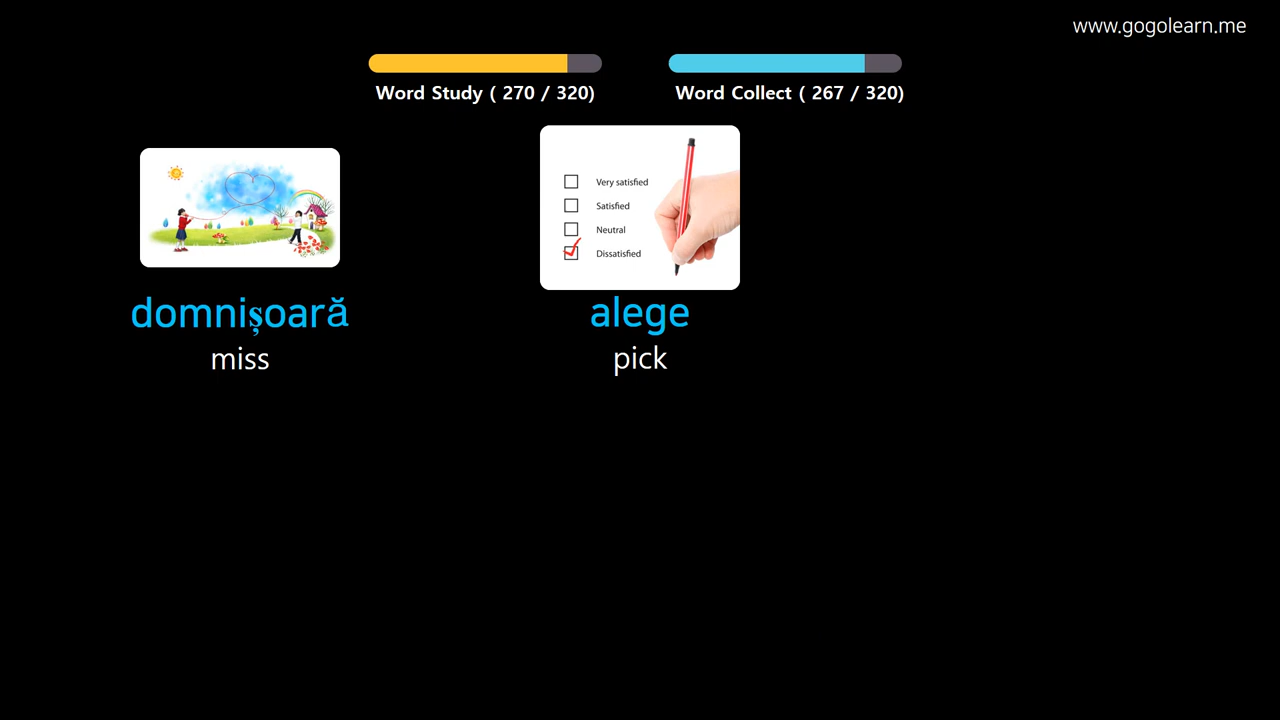 www.gogolearn.me
Word Study ( 270 / 320)
Word Collect ( 267 / 320)
Very satisfied
Satisfied
Neutral
Dissatisfied
domnișoară
miss
alege
pick